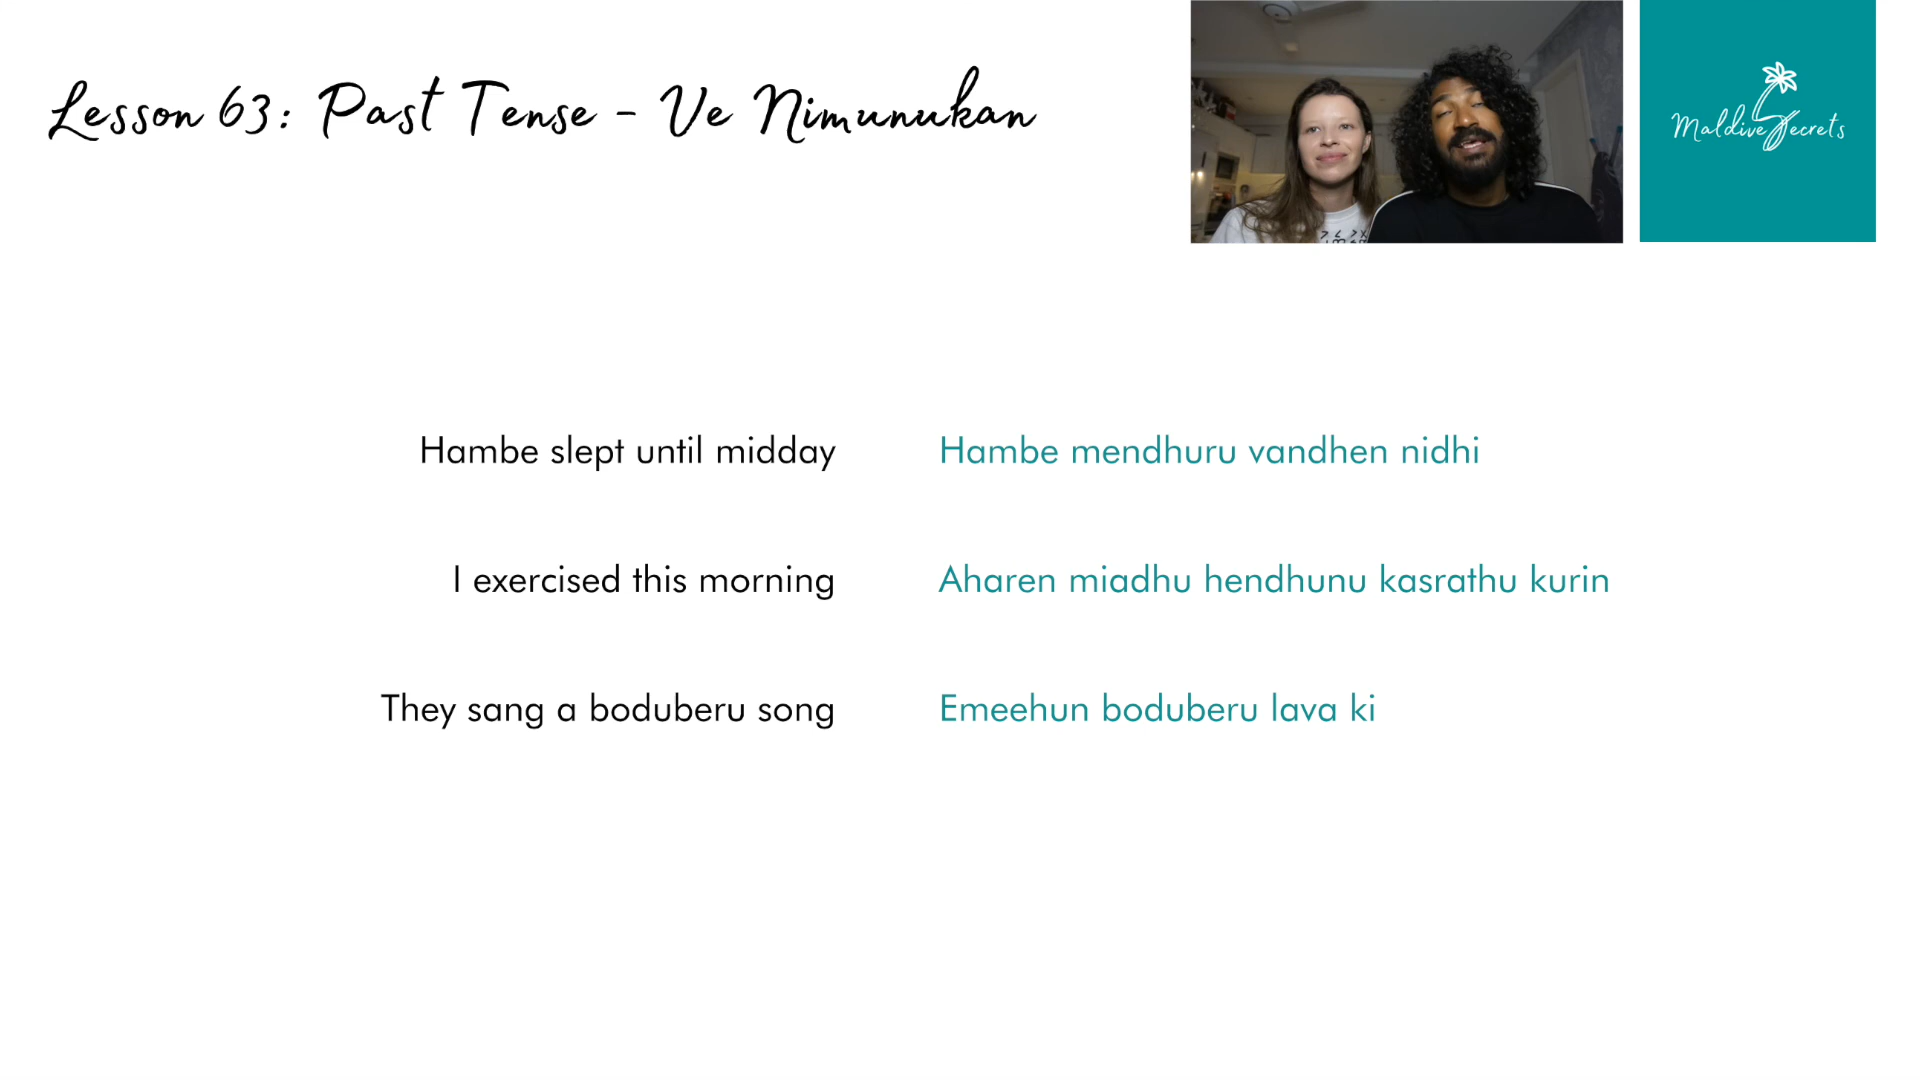 Lesson 63: Past Tense - Ve Nimunukan
Maldive Secrets
Hambe slept until midday
Hambe mendhuru vandhen nidhi
I exercised this morning
Aharen miadhu hendhunu kasrathu kurin
They sang a boduberu song
Emeehun boduberu lava ki